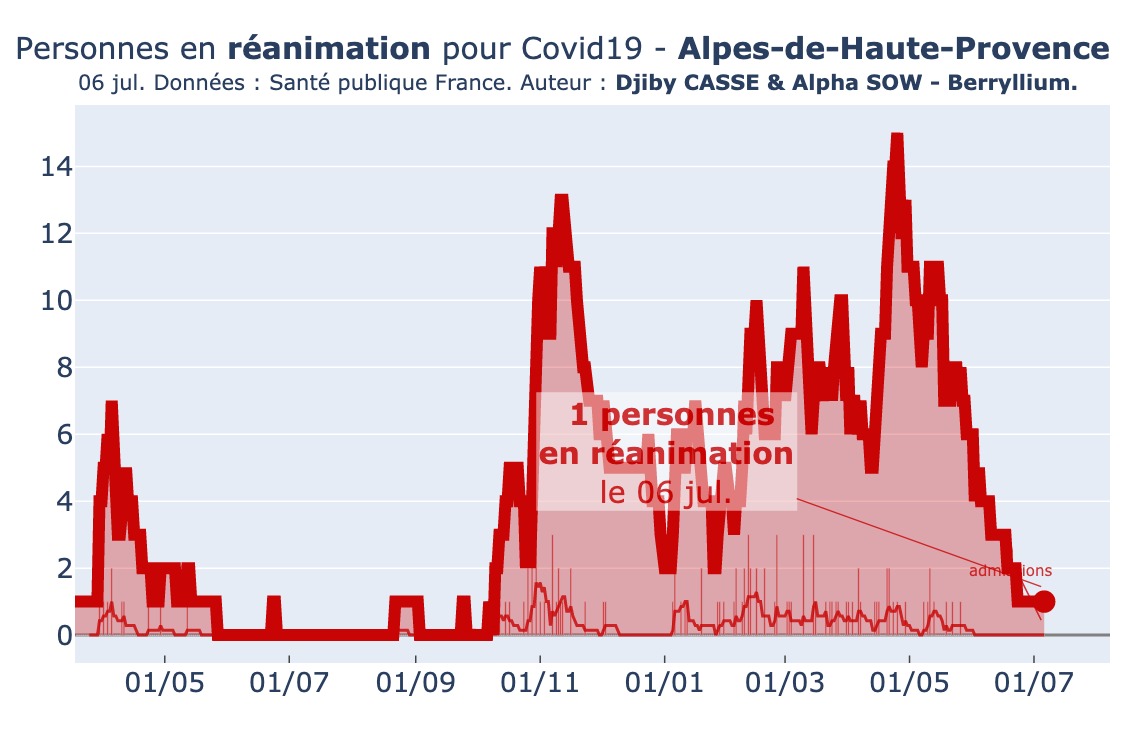 Personnes en réanimation pour Covid19 - Alpes-de-Haute-Provence
06 jul. Données : Santé publique France. Auteur : Djiby CASSE & Alpha SOW - Berryllium.
14
12
10
8
6
4
2
0
1 personnes
en réanimation
le 06 jul.
admissions
01/05 01/07 01/09 01/11 01/01 01/03 01/05 01/07